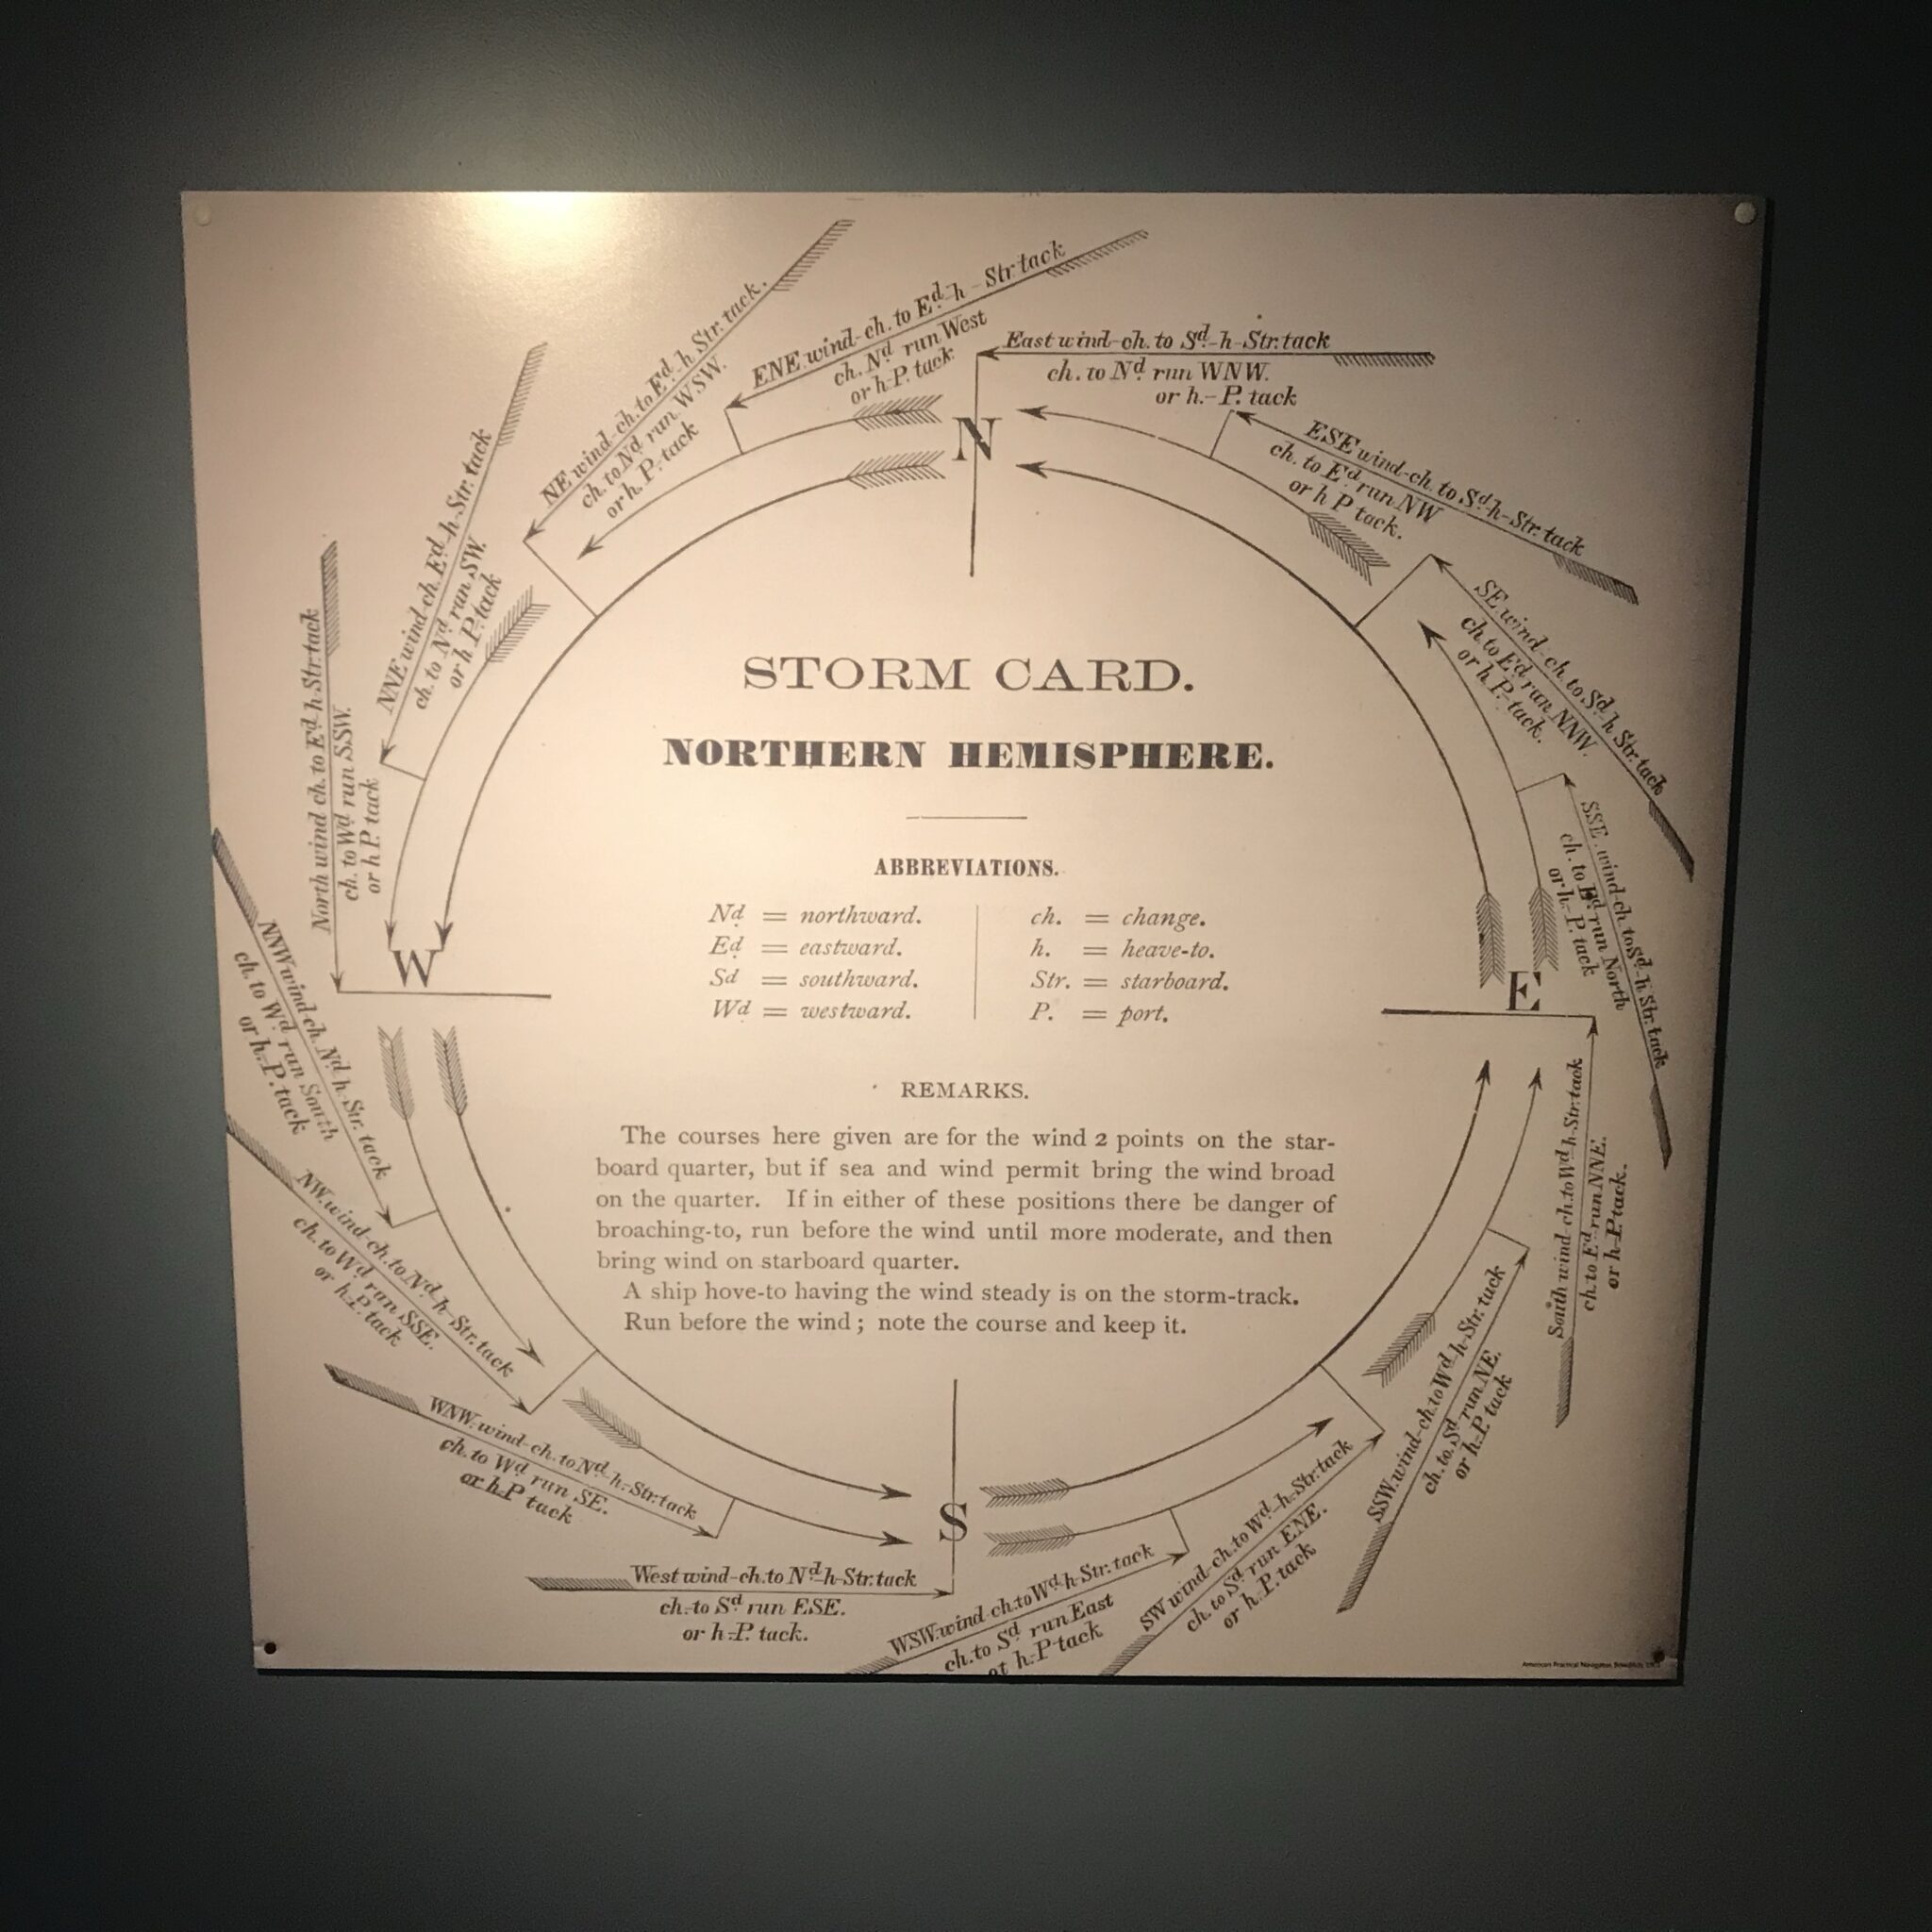 NE wind-ch. to Ed-h Str. tack.
ch. to Nd run WSW.
or h. P. tack
ENE wind-ch. to Ed-h-Str. tack
ch. Nd run West
or h-P. tack
East wind-ch. to Sd-h-Str. tack
ch. to Nd run WNW.
or h.-P. tack
N
ESE wind-ch. to Sd-h-Str. tack
ch. to Ed run NW
or h P tack.
NNE wind-ch. Ed-h-Str. tack
ch. to Nd run SW.
or h P. tack
SE wind-ch. to Sd-h Str. tack
ch to Ed run NNW.
or h P.-tack.
North wind ch. to Ed-h-Str. tack
ch. to Wd run SSW.
or h P. tack
SSE wind-ch. to Sd-h Str. tack
ch. to Ed run North
or h-P tack
STORM CARD.
NORTHERN HEMISPHERE.
ABBREVIATIONS.
Nd = northward. ch. = change.
Ed = eastward. h. = heave-to.
Sd = southward. Str. = starboard.
Wd = westward. P. = port.
W
E
NNW wind-ch. Nd h-Str. tack
ch. to Wd run South
or h-P. tack
South wind-ch. to Wd-h-Str. tack
ch. to Ed run NNE.
or h-P. tack.
REMARKS.
The courses here given are for the wind 2 points on the star-
board quarter, but if sea and wind permit bring the wind broad
on the quarter. If in either of these positions there be danger of
broaching-to, run before the wind until more moderate, and then
bring wind on starboard quarter.
A ship hove-to having the wind steady is on the storm-track.
Run before the wind; note the course and keep it.
NW. wind-ch. to Nd-h-Str. tack
ch. to Wd run SSE.
or h-P. tack
SSW. wind-ch. to Wd h-Str. tack
ch. to Sd run NE.
or h-P tack
WNW. wind-ch. to Nd h-Str. tack
ch. to Wd run SE.
or h-P tack
SW wind-ch. to Wd-h-Str. tack
ch. to Sd run ENE.
or h. P. tack
S
West wind-ch. to Nd-h-Str. tack
ch. to Sd run ESE.
or h-P. tack.
WSW. wind ch. to Wd h-Str. tack
ch. to Sd run East
or h-P tack
American Practical Navigator,